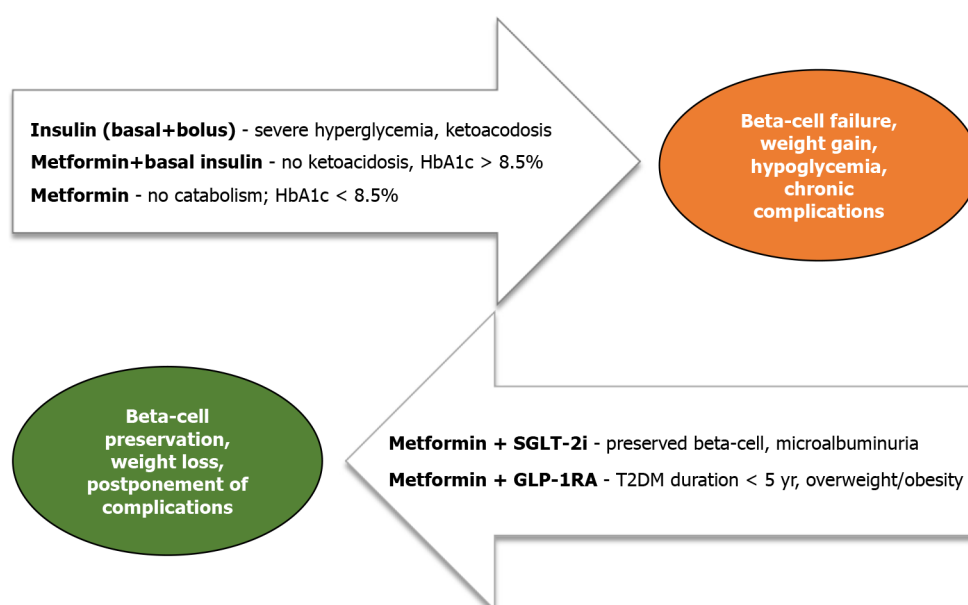 Insulin (basal+bolus) - severe hyperglycemia, ketoacodosis
Metformin+basal insulin - no ketoacidosis, HbA1c > 8.5%
Metformin - no catabolism; HbA1c < 8.5%
Beta-cell failure,
weight gain,
hypoglycemia,
chronic
complications
Beta-cell
preservation,
weight loss,
postponement of
complications
Metformin + SGLT-2i - preserved beta-cell, microalbuminuria
Metformin + GLP-1RA - T2DM duration < 5 yr, overweight/obesity